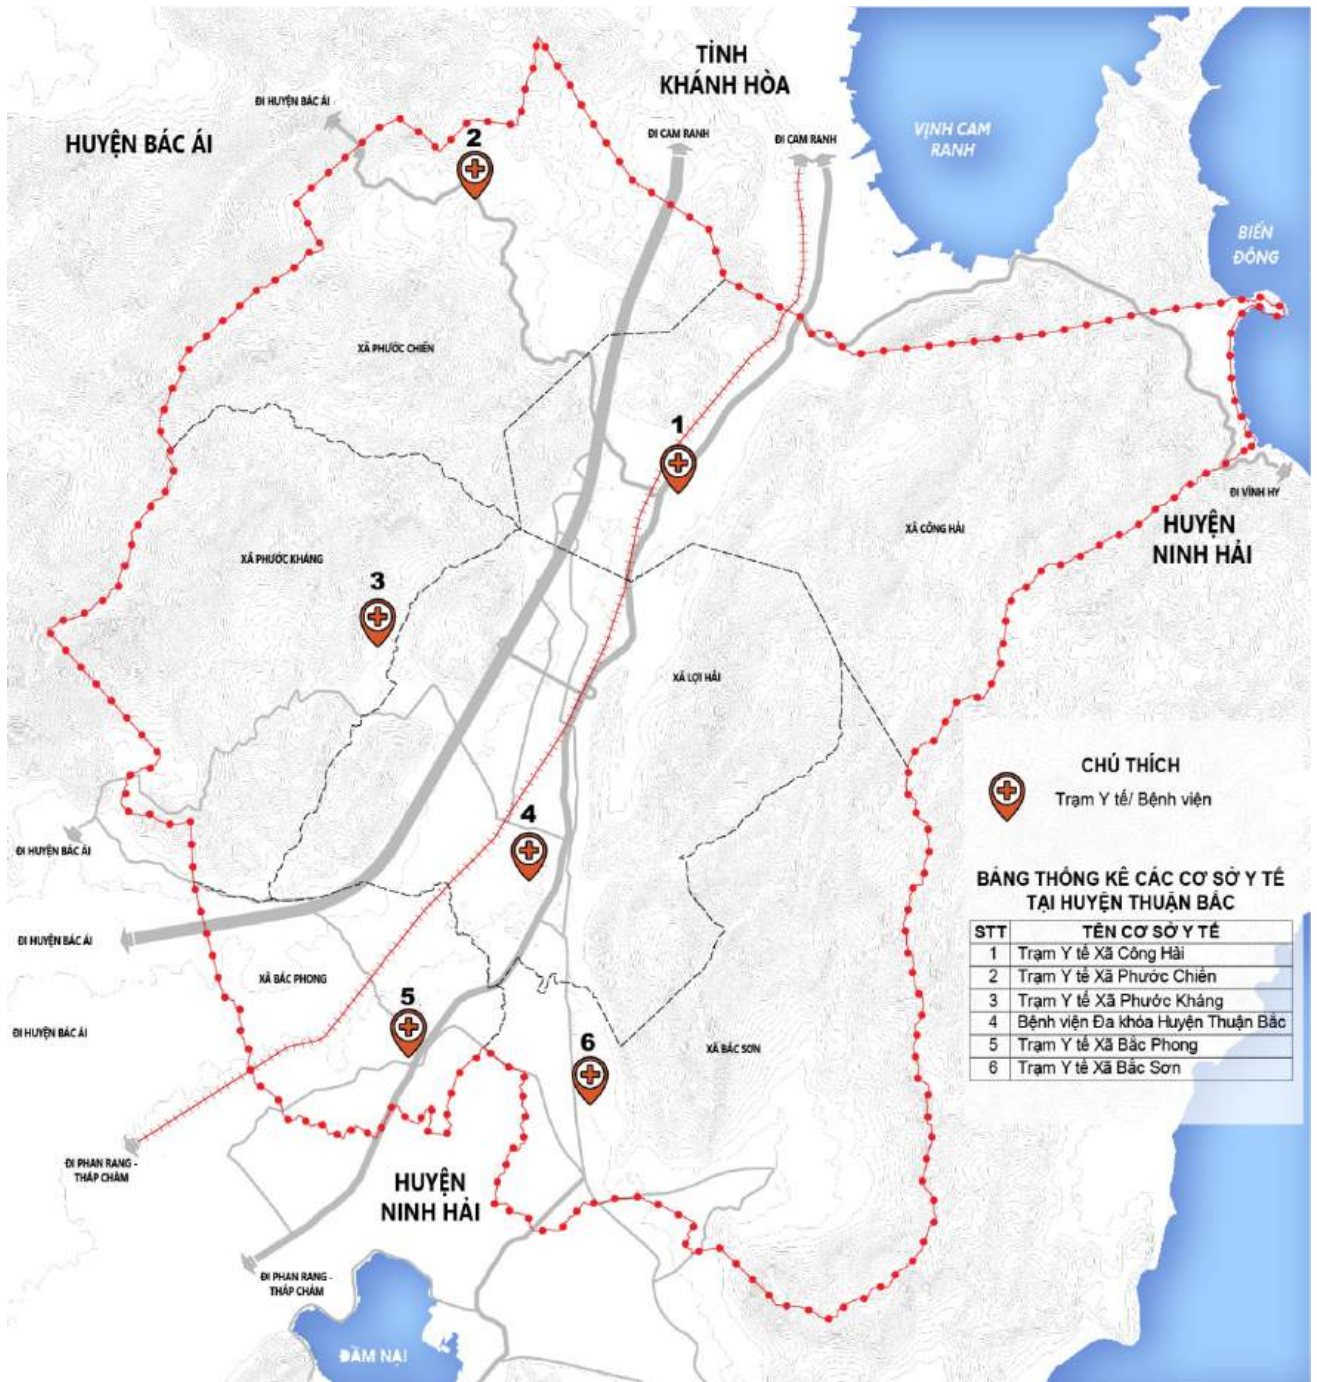 TỈNH
KHÁNH HÒA
ĐI HUYỆN BÁC ÁI
HUYỆN BÁC ÁI
2
ĐI CAM RANH
ĐI CAM RANH
VỊNH CAM
RANH
BIỂN
ĐÔNG
XÃ PHƯỚC CHIẾN
1
ĐI VĨNH HY
XÃ CÔNG HẢI
HUYỆN
NINH HẢI
XÃ PHƯỚC KHÁNG
3
XÃ LỢI HẢI
CHÚ THÍCH
Trạm Y tế/ Bệnh viện
4
ĐI HUYỆN BÁC ÁI
BẢNG THỐNG KÊ CÁC CƠ SỞ Y TẾ
TẠI HUYỆN THUẬN BẮC
STT TÊN CƠ SỞ Y TẾ
1 Trạm Y tế Xã Công Hải
2 Trạm Y tế Xã Phước Chiến
3 Trạm Y tế Xã Phước Kháng
4 Bệnh viện Đa khóa Huyện Thuận Bắc
5 Trạm Y tế Xã Bắc Phong
6 Trạm Y tế Xã Bắc Sơn
ĐI HUYỆN BÁC ÁI
XÃ BẮC PHONG
5
ĐI HUYỆN BÁC ÁI
6
XÃ BẮC SƠN
ĐI PHAN RANG -
THÁP CHÀM
HUYỆN
NINH HẢI
ĐI PHAN RANG -
THÁP CHÀM
ĐẦM NẠI